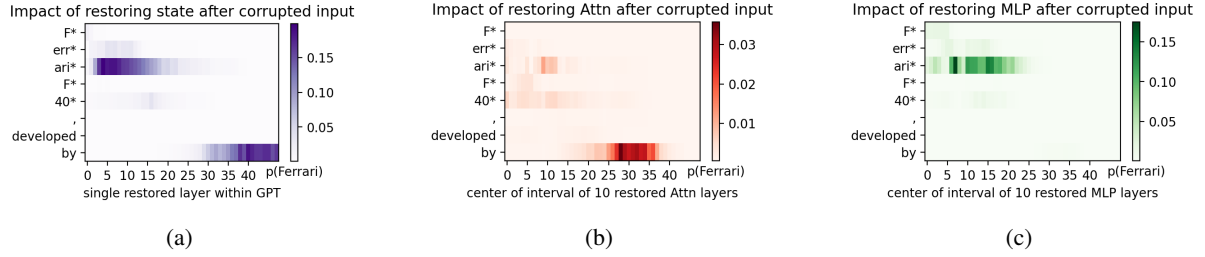 Impact of restoring state after corrupted input
F*
err*
ari*
F*
40*
,
developed
by
0 5 10 15 20 25 30 35 40
single restored layer within GPT
0.15
0.10
0.05
p(Ferrari)
(a)
Impact of restoring Attn after corrupted input
F*
err*
ari*
F*
40*
,
developed
by
0 5 10 15 20 25 30 35 40
center of interval of 10 restored Attn layers
0.03
0.02
0.01
p(Ferrari)
(b)
Impact of restoring MLP after corrupted input
F*
err*
ari*
F*
40*
,
developed
by
0 5 10 15 20 25 30 35 40
center of interval of 10 restored MLP layers
0.15
0.10
0.05
p(Ferrari)
(c)